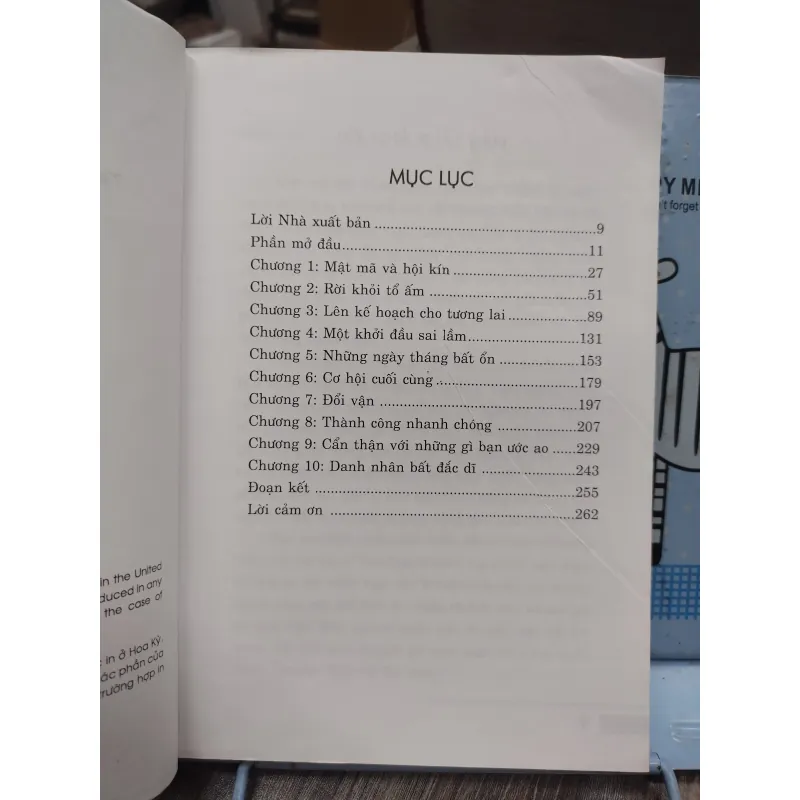 MỤC LỤC
Lời Nhà xuất bản ............................................9
Phần mở đầu................................................11
Chương 1: Mật mã và hội kín ..........................27
Chương 2: Rời khỏi tổ ấm ...............................51
Chương 3: Lên kế hoạch cho tương lai...............89
Chương 4: Một khởi đầu sai lầm.....................131
Chương 5: Những ngày tháng bất ổn ...............153
Chương 6: Cơ hội cuối cùng...........................179
Chương 7: Đổi vận .......................................197
Chương 8: Thành công nhanh chóng ................207
Chương 9: Cẩn thận với những gì bạn ước ao ......229
Chương 10: Danh nhân bất đắc dĩ ..................243
Đoạn kết ...................................................255
Lời cảm ơn ................................................262
in the United
duced in any
the case of
in ở Hoa Kỳ.
các phần của
trường hợp in
t forget